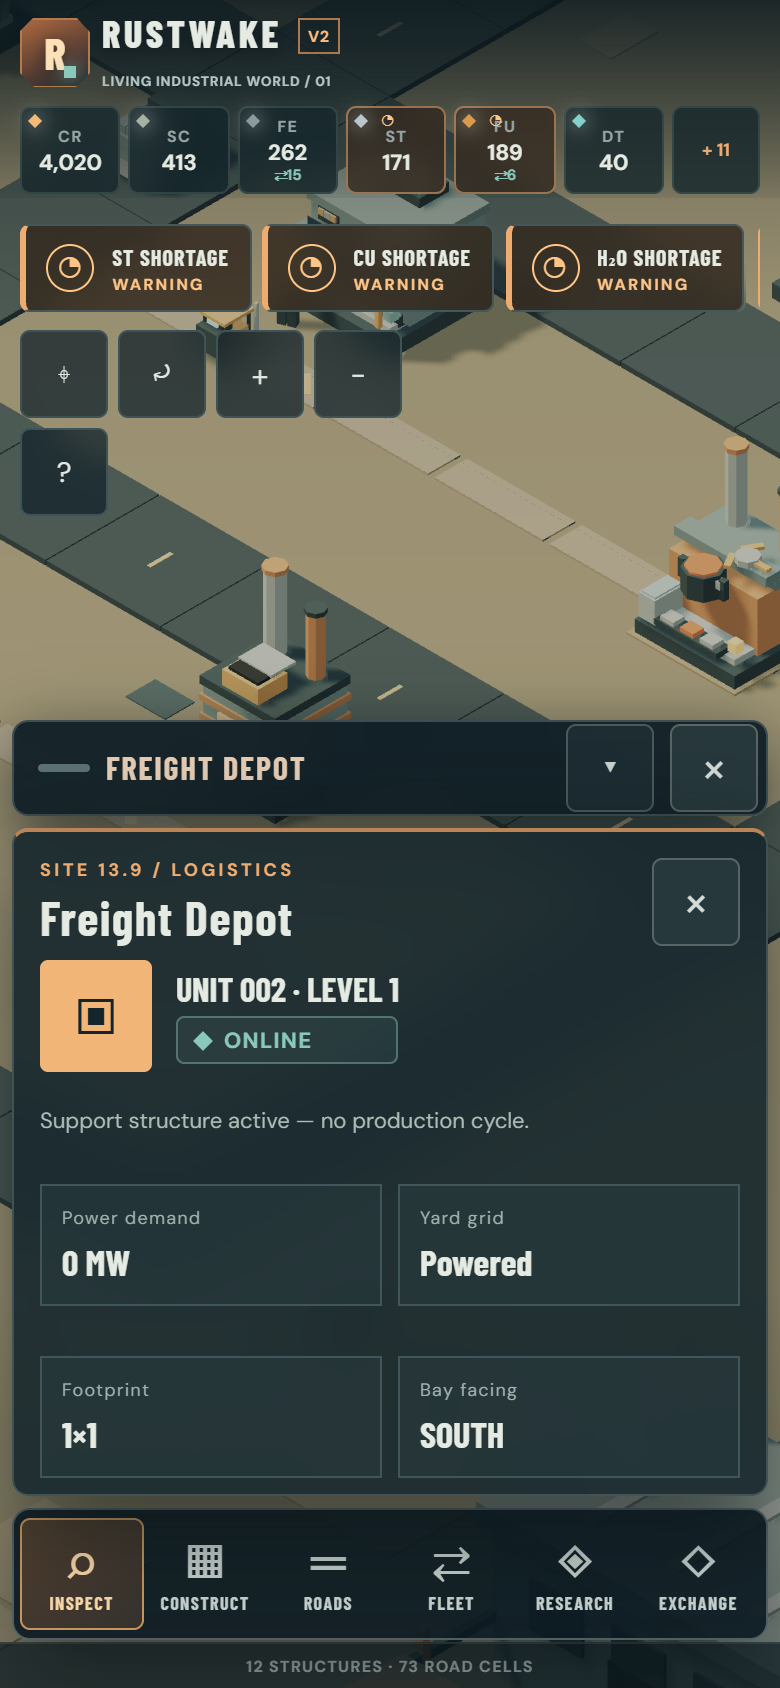 R
RUSTWAKE V2
LIVING INDUSTRIAL WORLD / 01
CR
4,020
SC
413
FE
262
⇄15
ST
171
FU
189
⇄6
DT
40
+ 11
ST SHORTAGE
WARNING
CU SHORTAGE
WARNING
H₂O SHORTAGE
WARNING
+
−
?
FREIGHT DEPOT
▼
×
SITE 13.9 / LOGISTICS
×
Freight Depot
UNIT 002 · LEVEL 1
◆ ONLINE
Support structure active — no production cycle.
Power demand
0 MW
Yard grid
Powered
Footprint
1×1
Bay facing
SOUTH
INSPECT
CONSTRUCT
ROADS
FLEET
RESEARCH
EXCHANGE
12 STRUCTURES · 73 ROAD CELLS